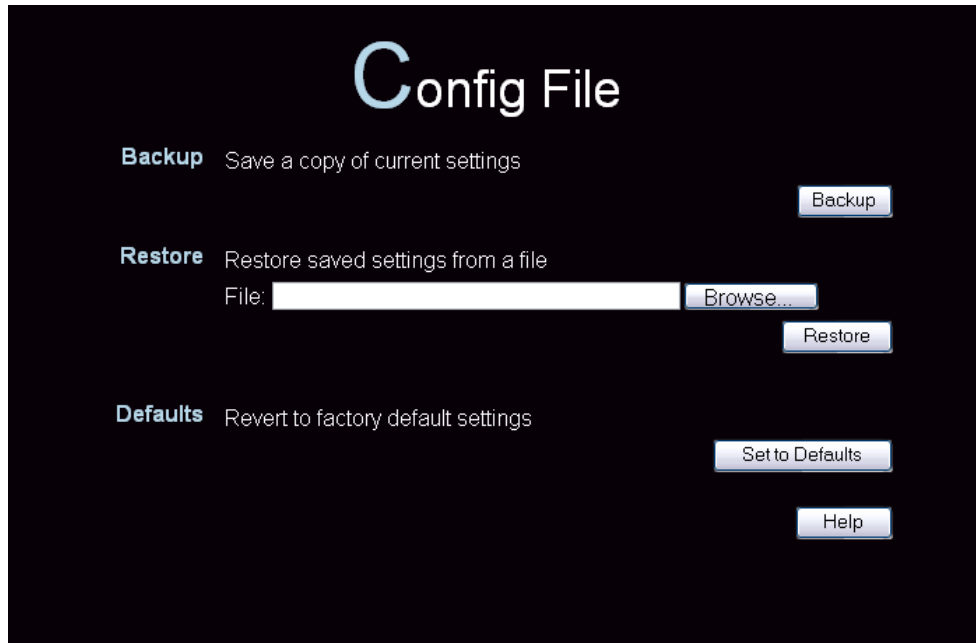 Config File
Backup Save a copy of current settings
Backup
Restore Restore saved settings from a file
File: Browse...
Restore
Defaults Revert to factory default settings
Set to Defaults
Help